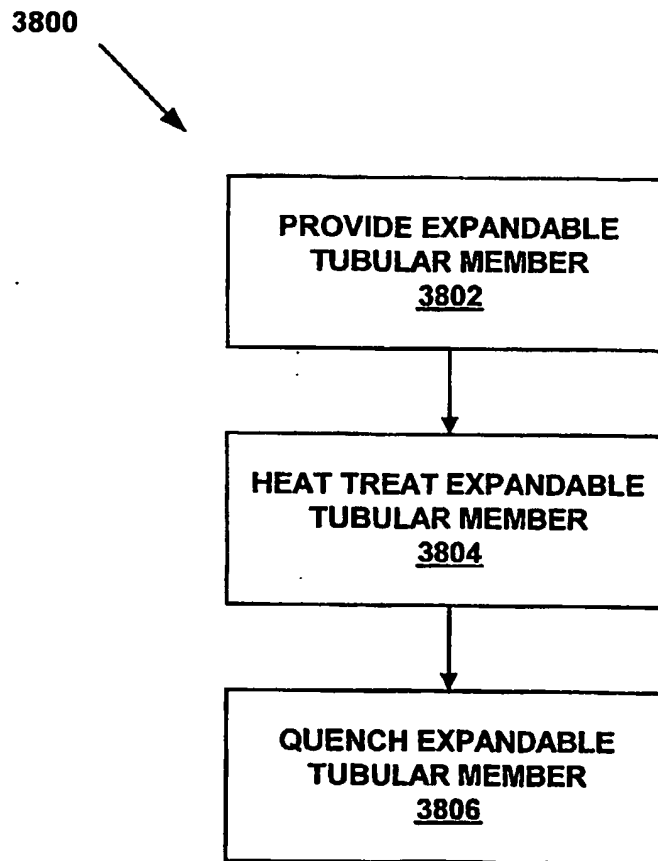 3800
PROVIDE EXPANDABLE
TUBULAR MEMBER
3802
HEAT TREAT EXPANDABLE
TUBULAR MEMBER
3804
QUENCH EXPANDABLE
TUBULAR MEMBER
3806